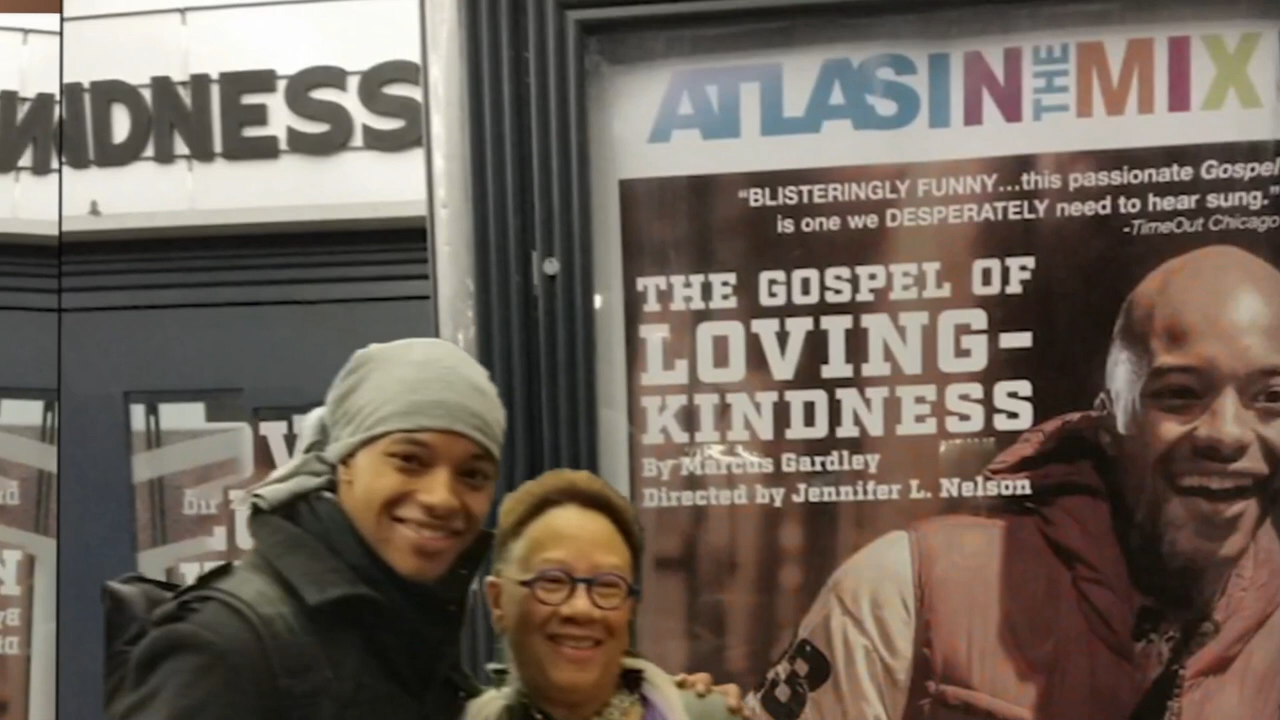 NDNESS
ATLAS IN THE MIX
"BLISTERINGLY FUNNY...this passionate Gospel
is one we DESPERATELY need to hear sung."
-TimeOut Chicago
THE GOSPEL OF
LOVING-
KINDNESS
By Marcus Gardley
Directed by Jennifer L. Nelson